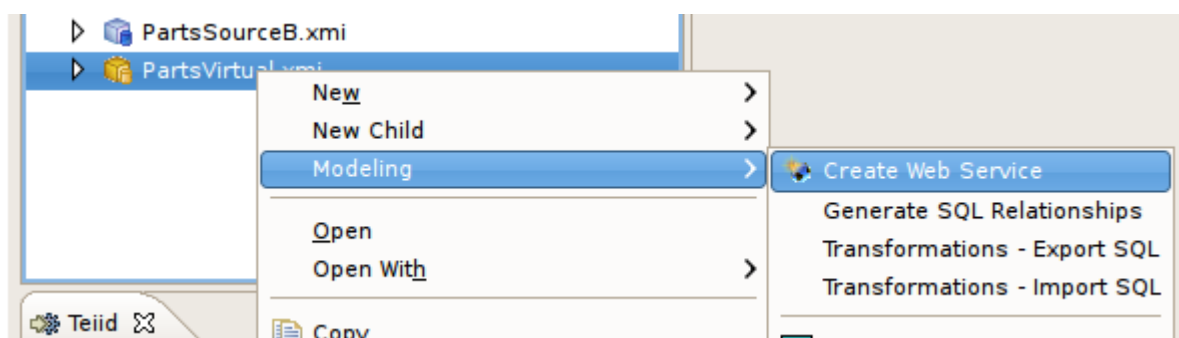 PartsSourceB.xmi
PartsVirtual.xmi
New
New Child
Modeling
Create Web Service
Generate SQL Relationships
Open
Transformations - Export SQL
Open With
Transformations - Import SQL
Teiid
Copy